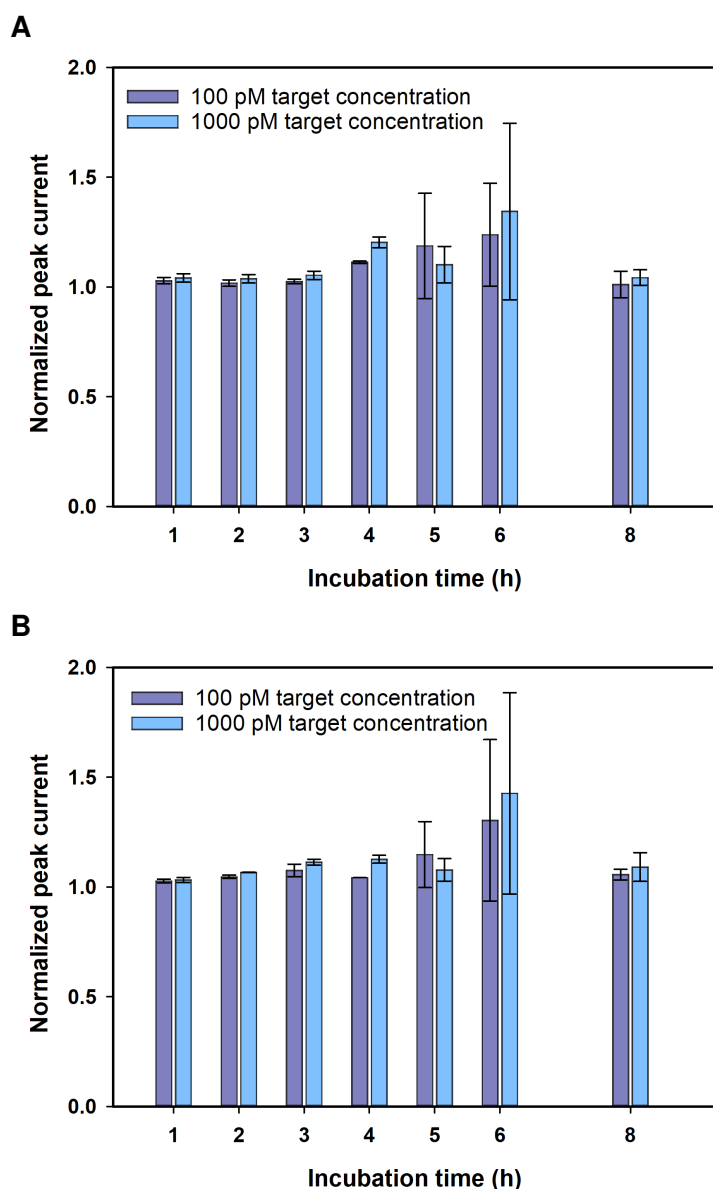 A
2.0
100 pM target concentration
1000 pM target concentration
1.5
1.0
0.5
0.0
Normalized peak current
1 2 3 4 5 6 8
Incubation time (h)
B
2.0
100 pM target concentration
1000 pM target concentration
1.5
1.0
0.5
0.0
Normalized peak current
1 2 3 4 5 6 8
Incubation time (h)